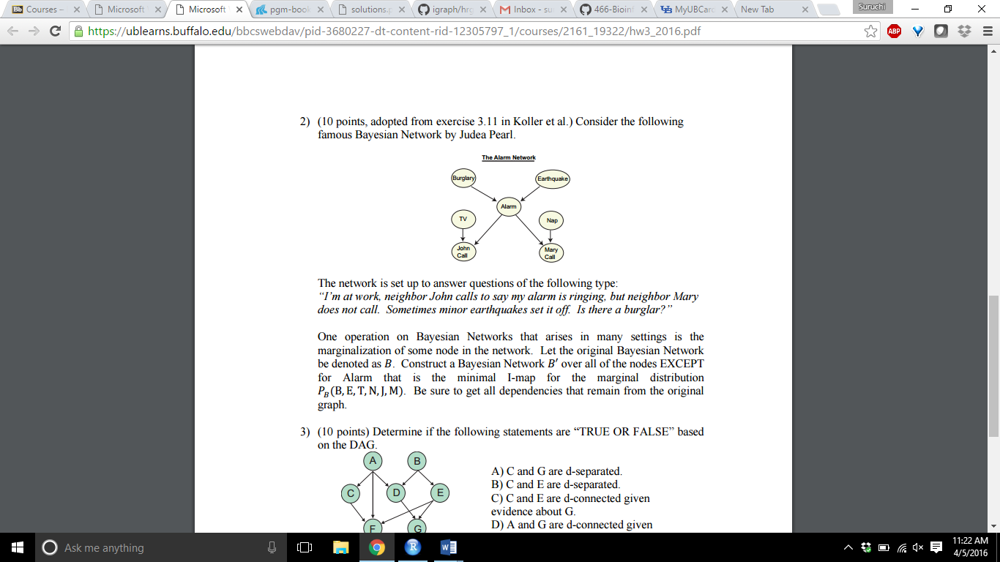 Courses –
Microsoft
Microsoft
pgm-book
solutions.p
igraph/hrg
Inbox - su
466-Bioin
MyUBCard
New Tab
Suruchi
https://ublearns.buffalo.edu/bbcswebdav/pid-3680227-dt-content-rid-12305797_1/courses/2161_19322/hw3_2016.pdf
ABP
2) (10 points, adopted from exercise 3.11 in Koller et al.) Consider the following
famous Bayesian Network by Judea Pearl.
The Alarm Network
Burglary
Earthquake
Alarm
TV
Nap
John
Call
Mary
Call
The network is set up to answer questions of the following type:
“I’m at work, neighbor John calls to say my alarm is ringing, but neighbor Mary
does not call. Sometimes minor earthquakes set it off. Is there a burglar?”
One operation on Bayesian Networks that arises in many settings is the
marginalization of some node in the network. Let the original Bayesian Network
be denoted as B. Construct a Bayesian Network B′ over all of the nodes EXCEPT
for Alarm that is the minimal I-map for the marginal distribution
P_B(B, E, T, N, J, M). Be sure to get all dependencies that remain from the original
graph.
3) (10 points) Determine if the following statements are “TRUE OR FALSE” based
on the DAG.
A
B
C
D
E
F
G
A) C and G are d-separated.
B) C and E are d-separated.
C) C and E are d-connected given
evidence about G.
D) A and G are d-connected given
Ask me anything
11:22 AM
4/5/2016